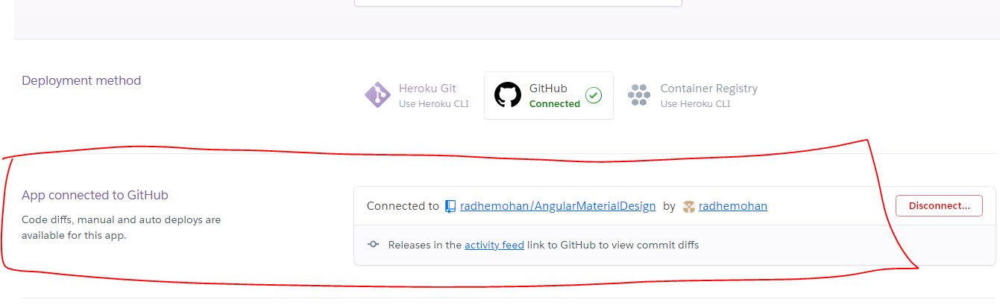 Deployment method
Heroku Git
Use Heroku CLI
GitHub
Connected
Container Registry
Use Heroku CLI
App connected to GitHub
Code diffs, manual and auto deploys are
available for this app.
Connected to radhemohan/AngularMaterialDesign by radhemohan
Disconnect...
Releases in the activity feed link to GitHub to view commit diffs